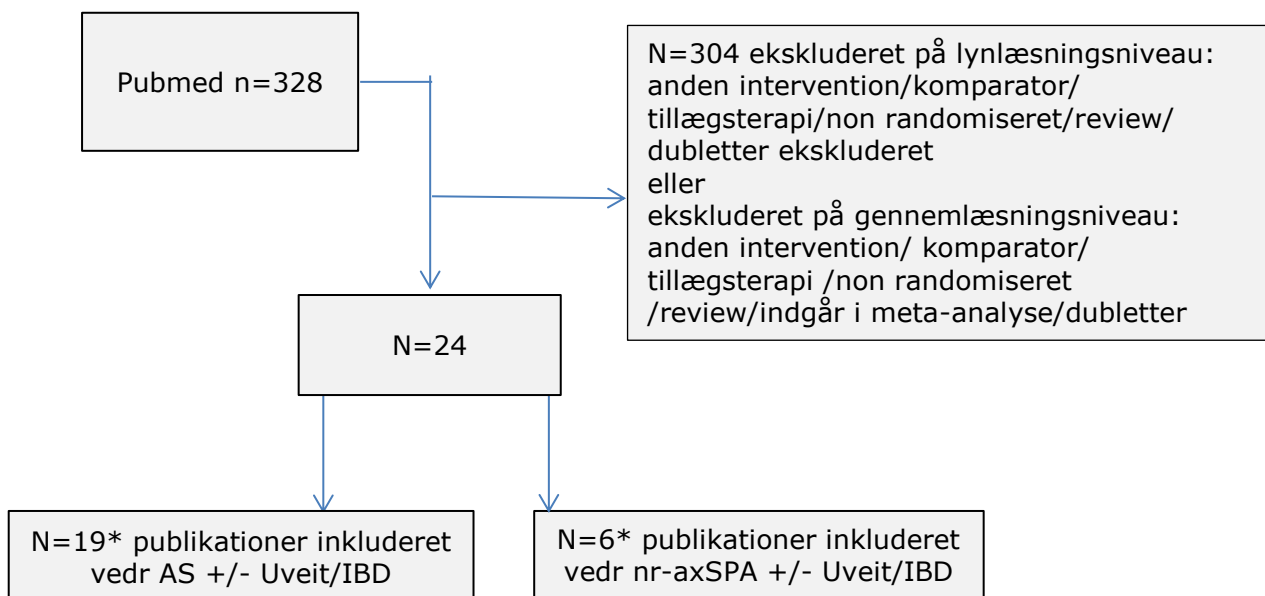 Pubmed n=328
N=304 ekskluderet på lynlæsningsniveau:
anden intervention/komparator/
tillægsterapi/non randomiseret/review/
dubletter ekskluderet
eller
ekskluderet på gennemlæsningsniveau:
anden intervention/ komparator/
tillægsterapi /non randomiseret
/review/indgår i meta-analyse/dubletter
N=24
N=19* publikationer inkluderet
vedr AS +/- Uveit/IBD
N=6* publikationer inkluderet
vedr nr-axSPA +/- Uveit/IBD